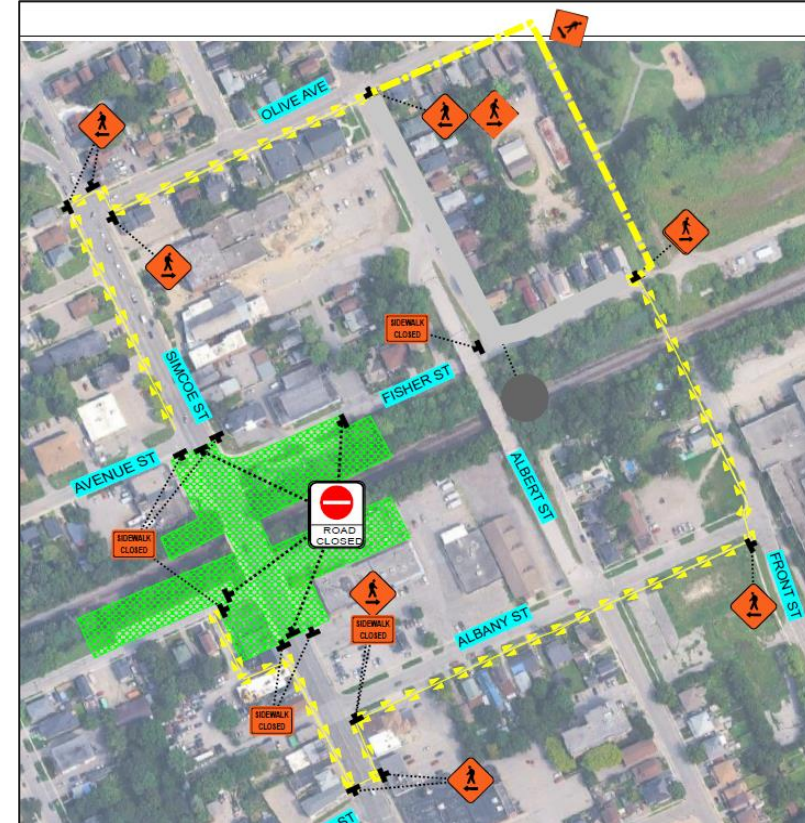 OLIVE AVE
SIMCOE ST
SIDEWALK
CLOSED
FISHER ST
AVENUE ST
ALBERT ST
ROAD
CLOSED
SIDEWALK
CLOSED
FRONT ST
ALBANY ST
SIDEWALK
CLOSED
SIDEWALK
CLOSED
ST